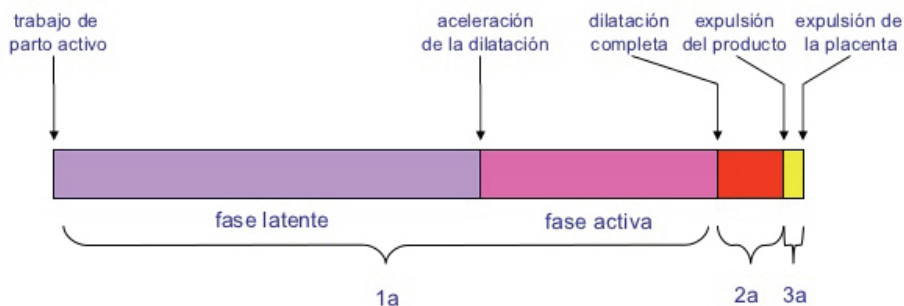 trabajo de
parto activo
aceleración
de la dilatación
dilatación
completa
expulsión
del producto
expulsión de
la placenta
fase latente
fase activa
1a
2a
3a